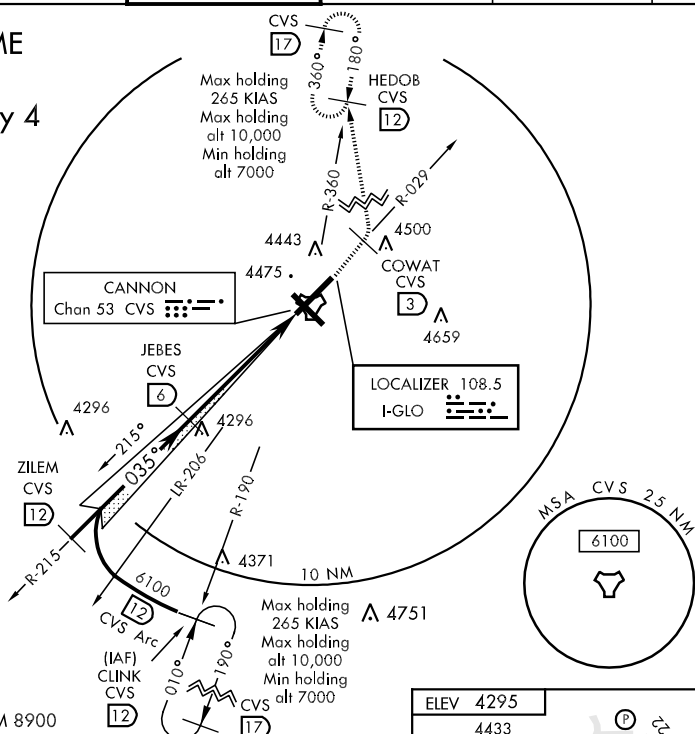 ME
y 4
CVS
17
360°
180°
HEDOB
CVS
12
Max holding
265 KIAS
Max holding
alt 10,000
Min holding
alt 7000
R-360
R-029
4443
4500
4475
COWAT
CVS
3
4659
CANNON
Chan 53 CVS
JEBES
CVS
6
LOCALIZER 108.5
I-GLO
4296
4296
215°
035°
LR-206
R-190
ZILEM
CVS
12
R-215
MSA CVS 25 NM
6100
4371
10 NM
6100
12
CVS Arc
Max holding
265 KIAS
Max holding
alt 10,000
Min holding
alt 7000
4751
(IAF)
CLINK
CVS
12
010°
190°
CVS
17
M 8900
ELEV 4295
4433
P
22